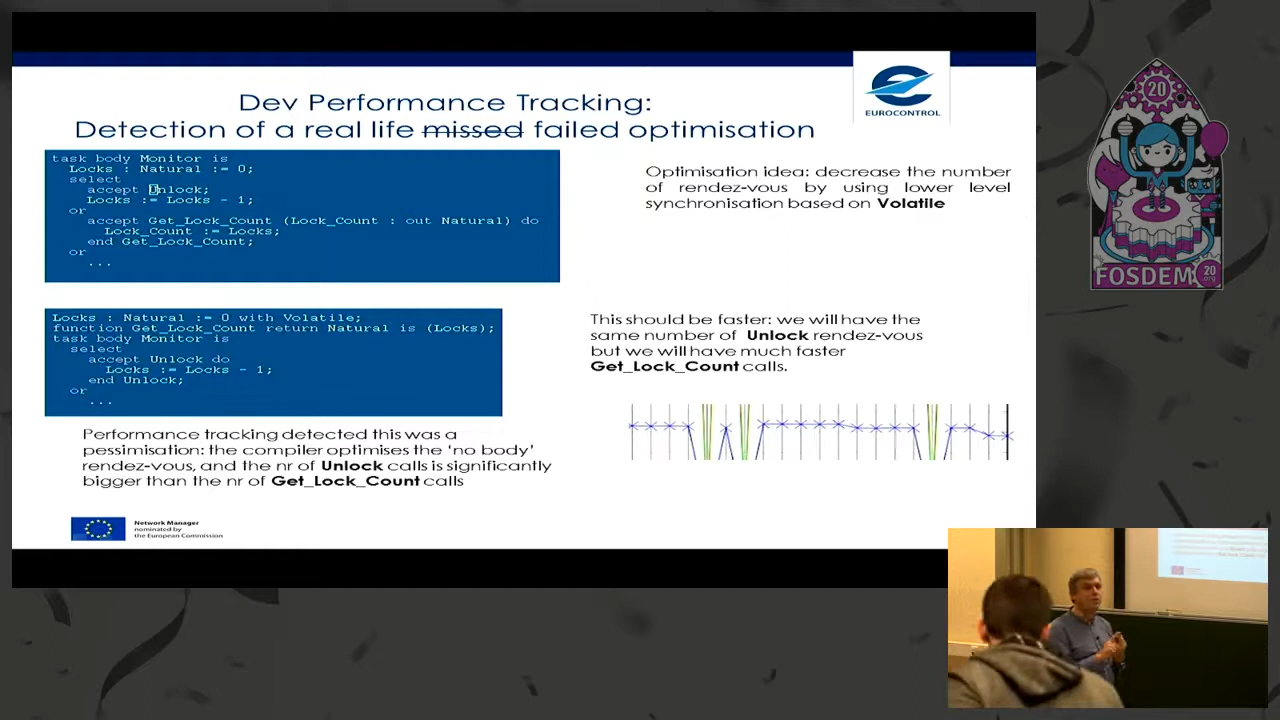 Dev Performance Tracking:
Detection of a real life missed failed optimisation
EUROCONTROL
task body Monitor is
Locks : Natural := 0;
select
accept Unlock;
Locks := Locks - 1;
or
accept Get_Lock_Count (Lock_Count : out Natural) do
Lock_Count := Locks;
end Get_Lock_Count;
or
...
Optimisation idea: decrease the number
of rendez-vous by using lower level
synchronisation based on Volatile
Locks : Natural := 0 with Volatile;
function Get_Lock_Count return Natural is (Locks);
task body Monitor is
select
accept Unlock do
Locks := Locks - 1;
end Unlock;
or
...
This should be faster: we will have the
same number of Unlock rendez-vous
but we will have much faster
Get_Lock_Count calls.
Performance tracking detected this was a
pessimisation: the compiler optimises the ‘no body’
rendez-vous, and the nr of Unlock calls is significantly
bigger than the nr of Get_Lock_Count calls
Network Manager
nominated by
the European Commission
20
FOSDEM
20
.org